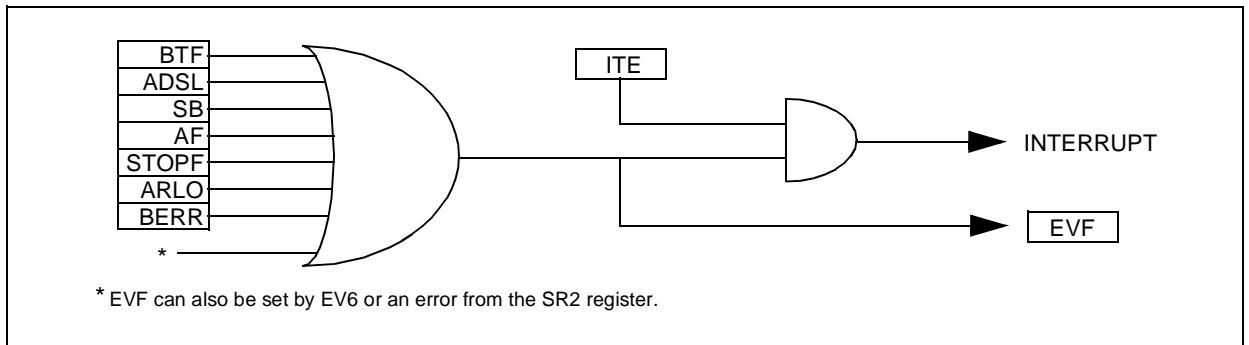 BTF
ADSL
SB
AF
STOPF
ARLO
BERR
*
ITE
INTERRUPT
EVF
* EVF can also be set by EV6 or an error from the SR2 register.